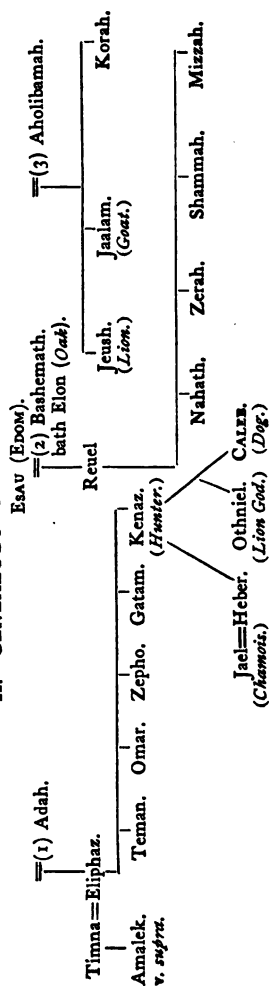 ESAU (EDOM).
=(1) Adah. =(2) Bashemath. =(3) Aholibamah.
bath Elon (Oak).
Timna=Eliphaz. Reuel Jeush. Jaalam. Korah.
(Lion.) (Goat.)
Amalek. Teman. Omar. Zepho. Gatam. Kenaz. Nahath. Zerah. Shammah. Mizzah.
v. supra. (Hunter.)
Jael=Heber. Othniel. CALEB.
(Chamois.) (Lion God.) (Dog.)